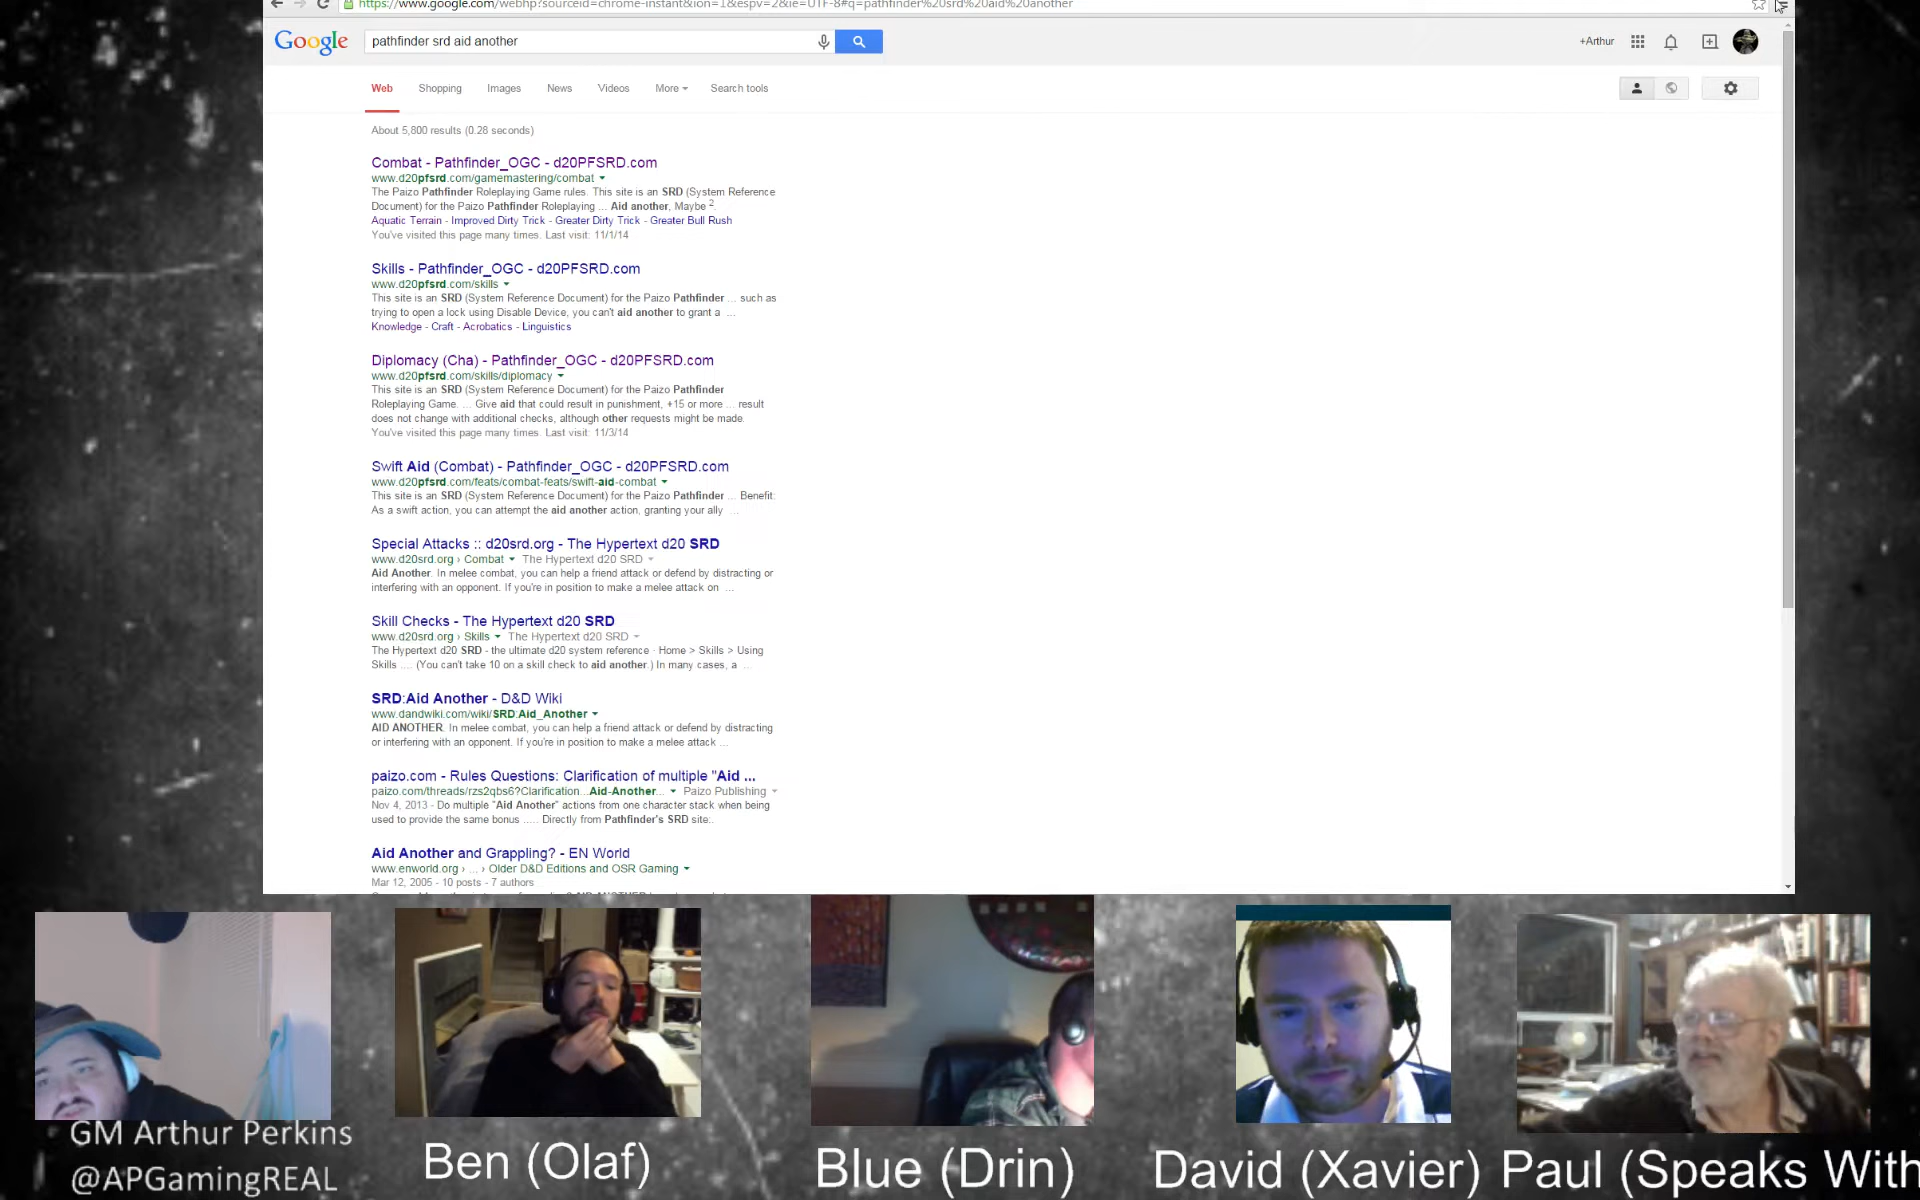 https://www.google.com/webhp?sourceid=chrome-instant&ion=1&espv=2&ie=UTF-8#q=pathfinder%20srd%20aid%20another
Google
pathfinder srd aid another
+Arthur
Web Shopping Images News Videos More Search tools
About 5,800 results (0.28 seconds)
Combat - Pathfinder_OGC - d20PFSRD.com
www.d20pfsrd.com/gamemastering/combat
The Paizo Pathfinder Roleplaying Game rules. This site is an SRD (System Reference
Document) for the Paizo Pathfinder Roleplaying ... Aid another, Maybe 2.
Aquatic Terrain - Improved Dirty Trick - Greater Dirty Trick - Greater Bull Rush
You've visited this page many times. Last visit: 11/1/14
Skills - Pathfinder_OGC - d20PFSRD.com
www.d20pfsrd.com/skills
This site is an SRD (System Reference Document) for the Paizo Pathfinder ... such as
trying to open a lock using Disable Device, you can't aid another to grant a ...
Knowledge - Craft - Acrobatics - Linguistics
Diplomacy (Cha) - Pathfinder_OGC - d20PFSRD.com
www.d20pfsrd.com/skills/diplomacy
This site is an SRD (System Reference Document) for the Paizo Pathfinder
Roleplaying Game. ... Give aid that could result in punishment, +15 or more ... result
does not change with additional checks, although other requests might be made.
You've visited this page many times. Last visit: 11/3/14
Swift Aid (Combat) - Pathfinder_OGC - d20PFSRD.com
www.d20pfsrd.com/feats/combat-feats/swift-aid-combat
This site is an SRD (System Reference Document) for the Paizo Pathfinder ... Benefit:
As a swift action, you can attempt the aid another action, granting your ally ...
Special Attacks :: d20srd.org - The Hypertext d20 SRD
www.d20srd.org › Combat The Hypertext d20 SRD
Aid Another. In melee combat, you can help a friend attack or defend by distracting or
interfering with an opponent. If you're in position to make a melee attack on ...
Skill Checks - The Hypertext d20 SRD
www.d20srd.org › Skills The Hypertext d20 SRD
The Hypertext d20 SRD - the ultimate d20 system reference · Home > Skills > Using
Skills .... (You can't take 10 on a skill check to aid another.) In many cases, a ...
SRD:Aid Another - D&D Wiki
www.dandwiki.com/wiki/SRD:Aid_Another
AID ANOTHER. In melee combat, you can help a friend attack or defend by distracting
or interfering with an opponent. If you're in position to make a melee attack ...
paizo.com - Rules Questions: Clarification of multiple "Aid ...
paizo.com/threads/rzs2qbs6?Clarification...Aid-Another... Paizo Publishing
Nov 4, 2013 - Do multiple "Aid Another" actions from one character stack when being
used to provide the same bonus ..... Directly from Pathfinder's SRD site:.
Aid Another and Grappling? - EN World
www.enworld.org › ... › Older D&D Editions and OSR Gaming
Mar 12, 2005 - 10 posts - 7 authors
GM Arthur Perkins
@APGamingREAL
Ben (Olaf)
Blue (Drin)
David (Xavier)
Paul (Speaks With